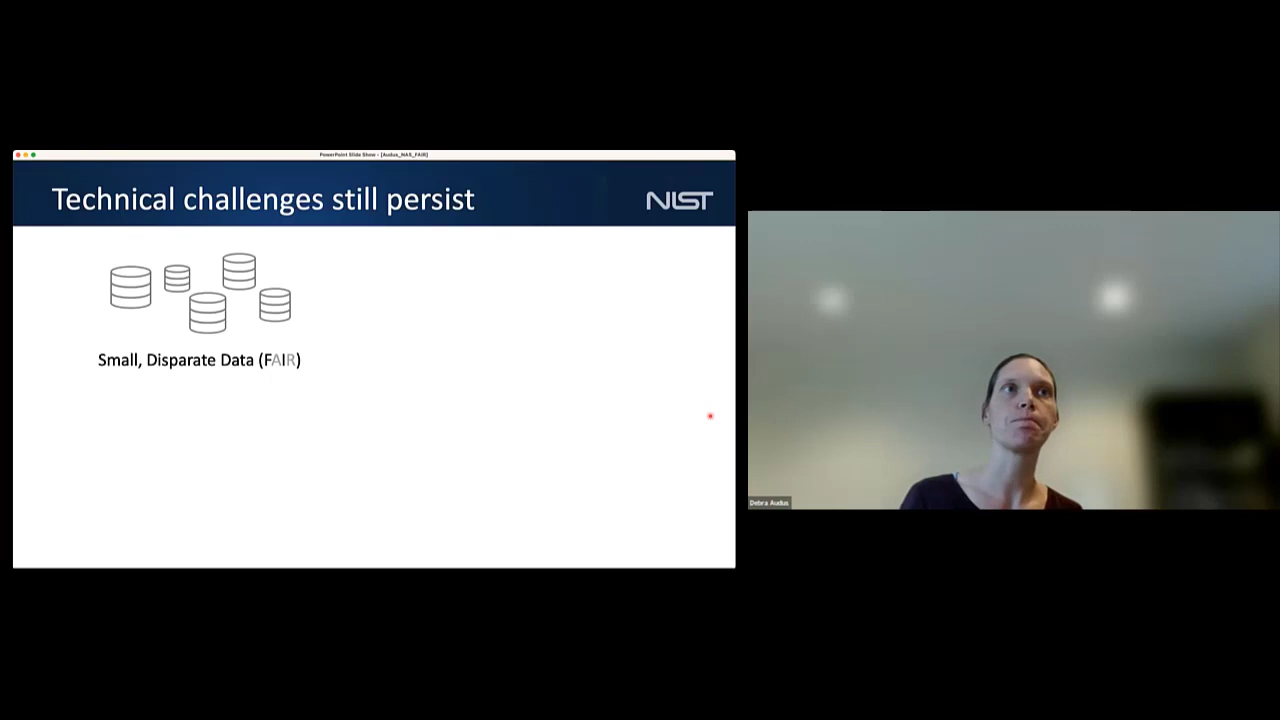 PowerPoint Slide Show - [Audus_NAS_FAIR]
Technical challenges still persist
NIST
Small, Disparate Data (FAIR)
Debra Audus